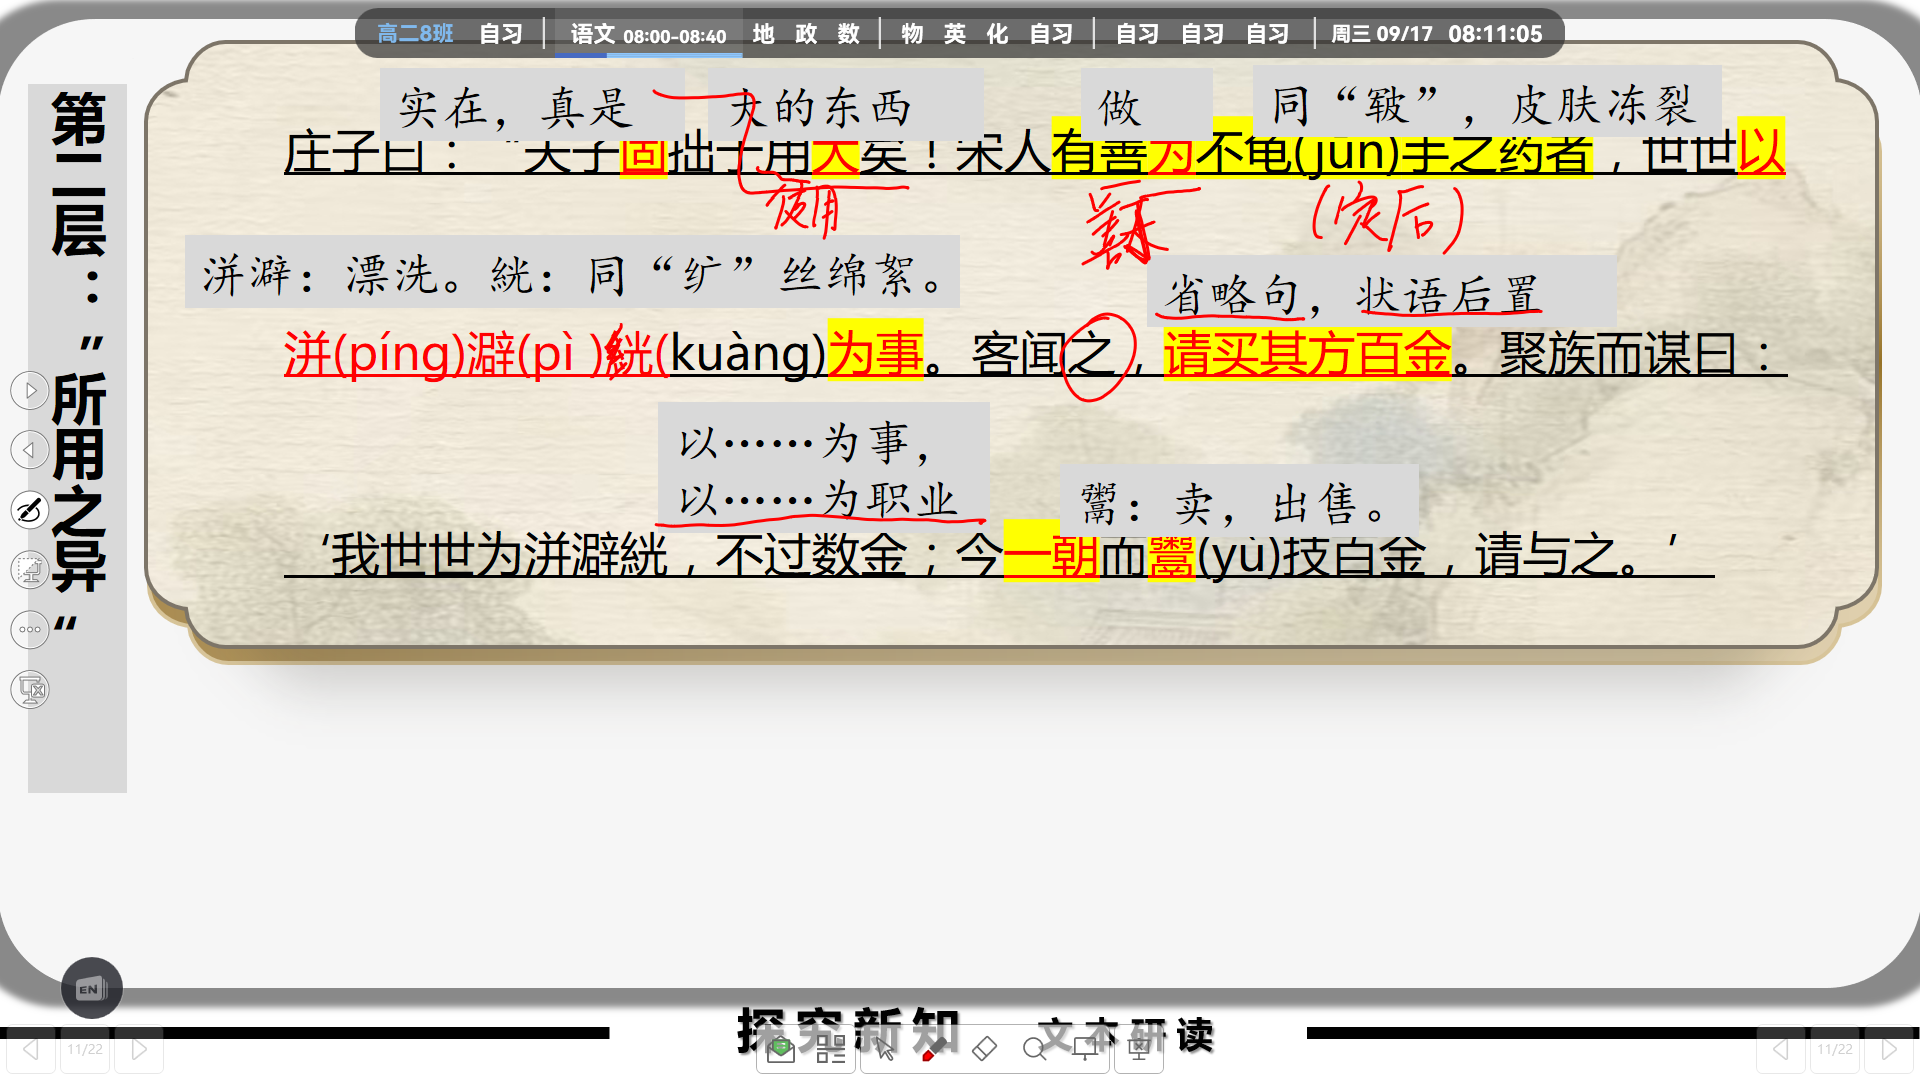 高二8班 自习 语文 08:00-08:40 地 政 数 物 英 化 自习 自习 自习 自习 周三 09/17 08:11:05
第二层："所用之异"
实在，真是 大的东西 做 同“皲”，皮肤冻裂
庄子曰：“夫子固拙于用大矣！宋人有善为不龟(jūn)手之药者，世世以
使用 (定后)
洴澼：漂洗。絖：同“纩”丝绵絮。
省略句，状语后置
洴(píng)澼(pì )絖(kuàng)为事。客闻之，请买其方百金。聚族而谋曰：
以……为事，
以……为职业
鬻：卖，出售。
‘我世世为洴澼絖，不过数金；今一朝而鬻(yù)技百金，请与之。’
EN
探究新知 文本研读
11/22
11/22